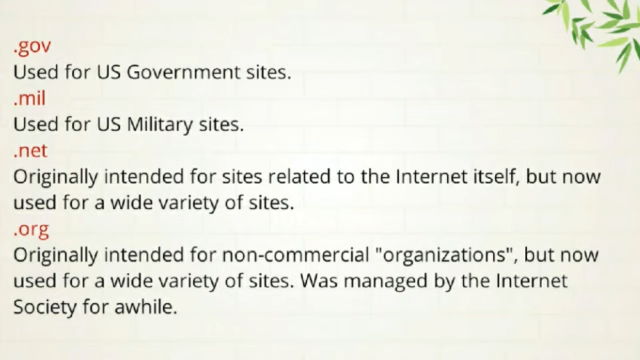 .gov
Used for US Government sites.
.mil
Used for US Military sites.
.net
Originally intended for sites related to the Internet itself, but now
used for a wide variety of sites.
.org
Originally intended for non-commercial "organizations", but now
used for a wide variety of sites. Was managed by the Internet
Society for awhile.